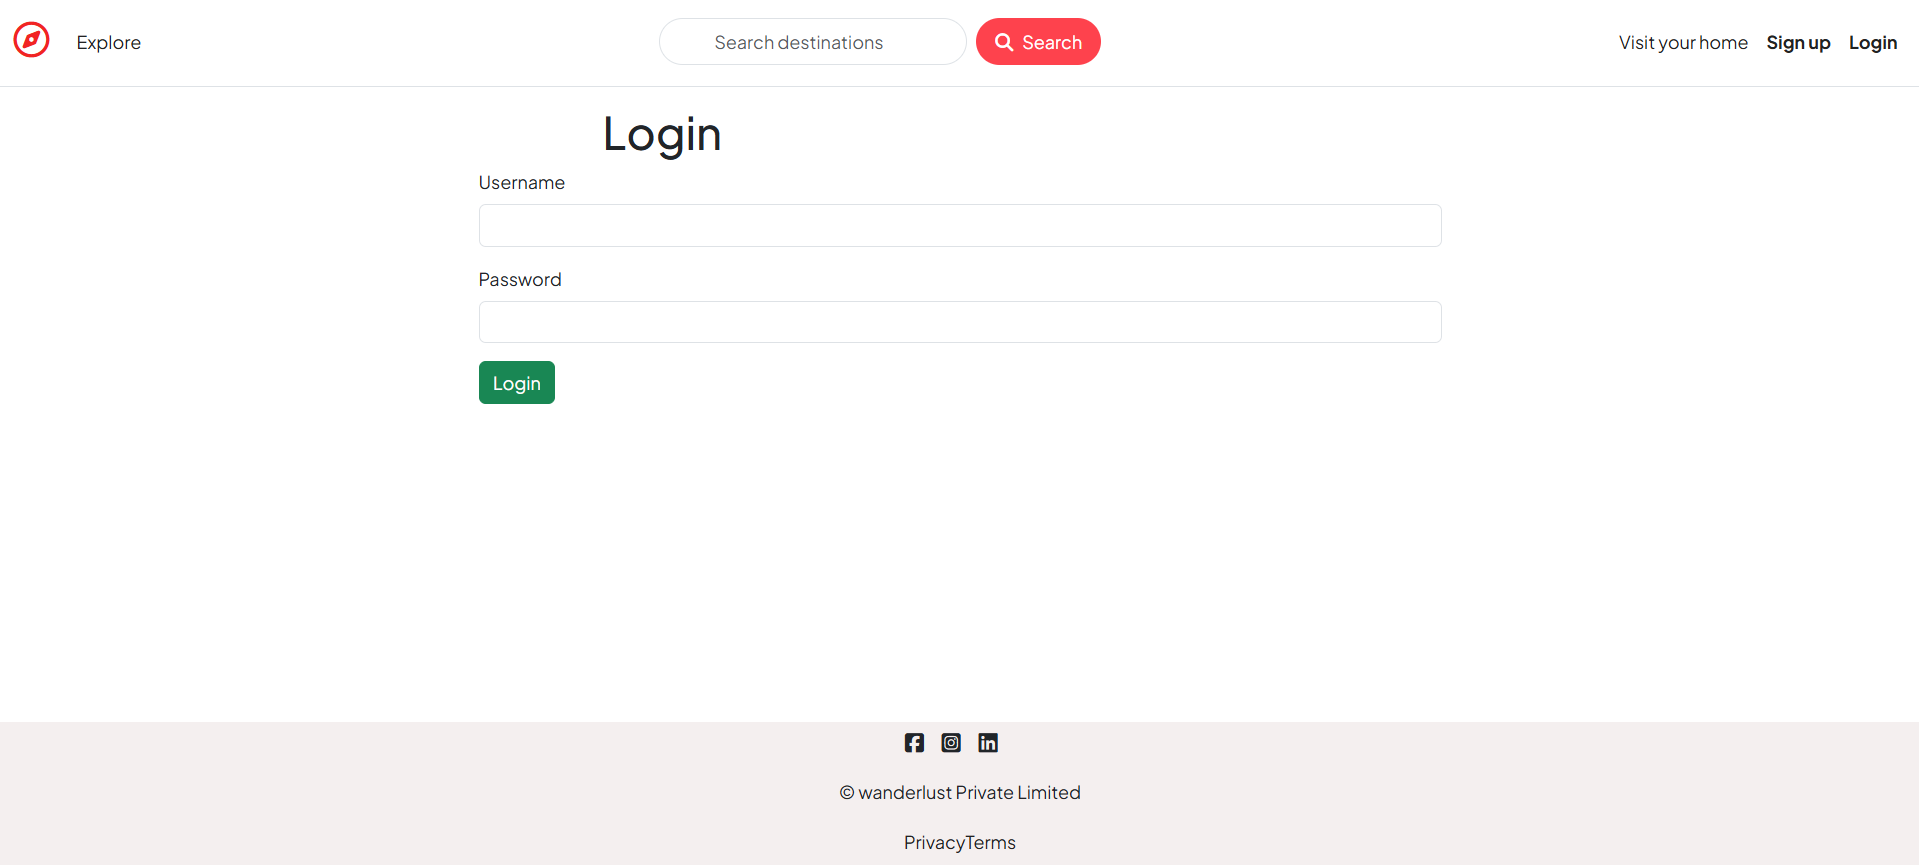 Explore Search destinations Search Visit your home Sign up Login
Login
Username
Password
Login
© wanderlust Private Limited
PrivacyTerms